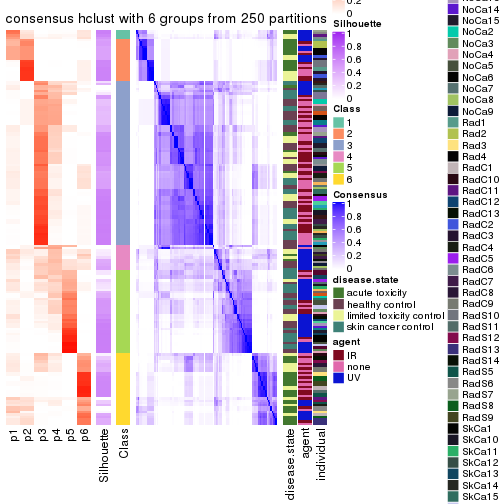 consensus hclust with 6 groups from 250 partitions
p1
p2
p3
p4
p5
p6
Silhouette
Class
disease.state
agent
individual
0.2
0
Silhouette
1
0.8
0.6
0.4
0.2
0
Class
1
2
3
4
5
6
Consensus
1
0.8
0.6
0.4
0.2
0
disease.state
acute toxicity
healthy control
limited toxicity control
skin cancer control
agent
IR
none
UV
NoCa14
NoCa15
NoCa2
NoCa3
NoCa4
NoCa5
NoCa6
NoCa7
NoCa8
NoCa9
Rad1
Rad2
Rad3
Rad4
RadC1
RadC10
RadC11
RadC12
RadC13
RadC2
RadC3
RadC4
RadC5
RadC6
RadC7
RadC8
RadC9
RadS10
RadS11
RadS12
RadS13
RadS14
RadS5
RadS6
RadS7
RadS8
RadS9
SkCa1
SkCa10
SkCa11
SkCa12
SkCa13
SkCa14
SkCa15